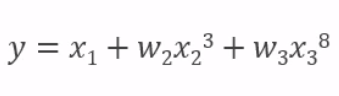 y = x₁ + w₂x₂³ + w₃x₃⁸